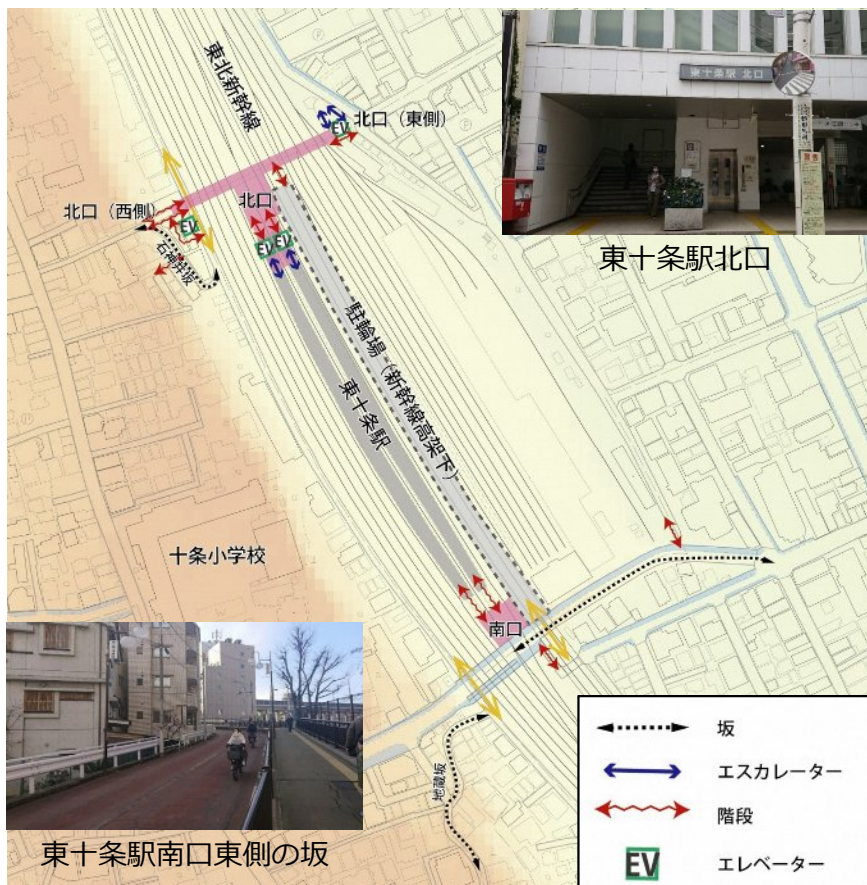 東北新幹線
EV
北口（東側）
東十条駅 北口
東十条駅北口
北口（西側）
EV
北口
EV EV
石神井坂
駐輪場（新幹線高架下）
東十条駅
十条小学校
南口
地蔵坂
東十条駅南口東側の坂
坂
エスカレーター
階段
EV
エレベーター